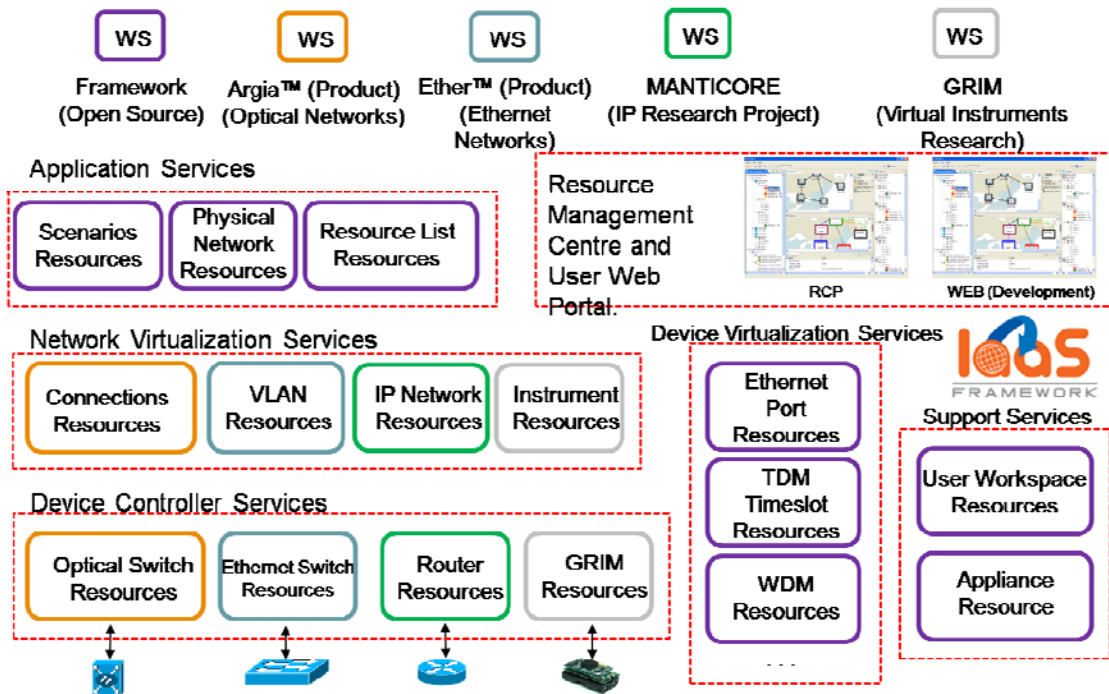 WS
WS
WS
WS
WS
Framework
(Open Source)
Argia™ (Product)
(Optical Networks)
Ether™ (Product)
(Ethernet
Networks)
MANTICORE
(IP Research Project)
GRIM
(Virtual Instruments
Research)
Application Services
Scenarios
Resources
Physical
Network
Resources
Resource List
Resources
Resource
Management
Centre and
User Web
Portal.
RCP
WEB (Development)
Network Virtualization Services
Connections
Resources
VLAN
Resources
IP Network
Resources
Instrument
Resources
Device Virtualization Services
Ethernet
Port
Resources
TDM
Timeslot
Resources
WDM
Resources
. . .
IaaS
FRAMEWORK
Support Services
User Workspace
Resources
Appliance
Resource
Device Controller Services
Optical Switch
Resources
Ethernet Switch
Resources
Router
Resources
GRIM
Resources